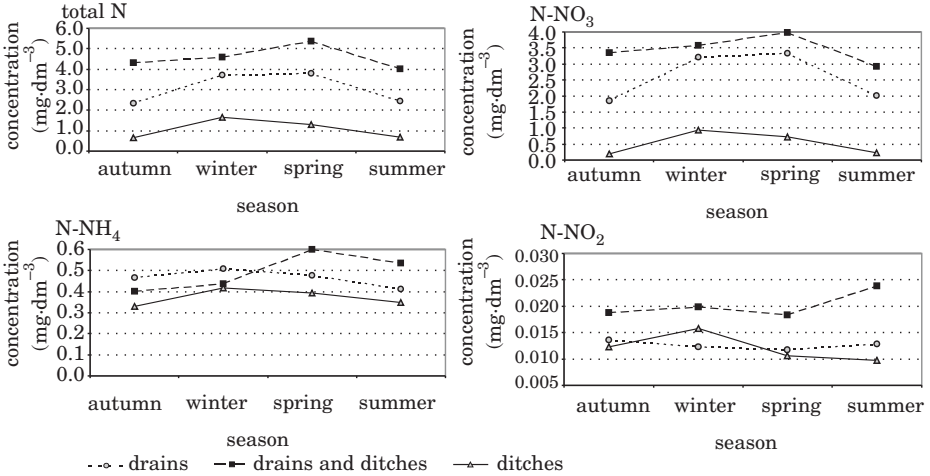 total N
concentration
(mg·dm⁻³)
6.0
5.0
4.0
3.0
2.0
1.0
0.0
autumn winter spring summer
season
N-NO₃
concentration
(mg·dm⁻³)
4.0
3.5
3.0
2.5
2.0
1.5
1.0
0.5
0.0
autumn winter spring summer
season
N-NH₄
concentration
(mg·dm⁻³)
0.6
0.5
0.4
0.3
0.2
0.1
0.0
autumn winter spring summer
season
N-NO₂
concentration
(mg·dm⁻³)
0.030
0.025
0.020
0.015
0.010
0.005
autumn winter spring summer
season
drains drains and ditches ditches